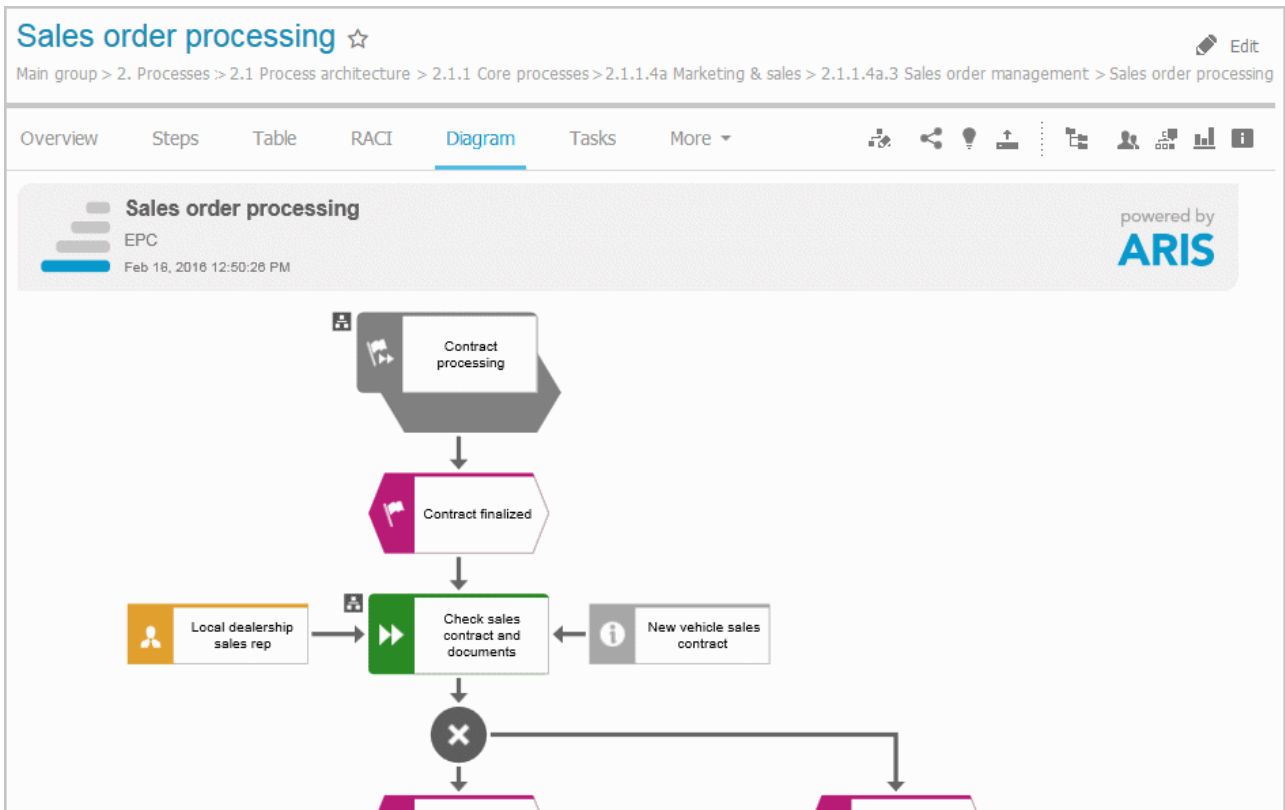 Sales order processing
Edit
Main group > 2. Processes > 2.1 Process architecture > 2.1.1 Core processes > 2.1.1.4a Marketing & sales > 2.1.1.4a.3 Sales order management > Sales order processing
Overview Steps Table RACI Diagram Tasks More
Sales order processing
EPC
Feb 16, 2016 12:50:26 PM
powered by
ARIS
Contract
processing
Contract finalized
Local dealership
sales rep
Check sales
contract and
documents
New vehicle sales
contract